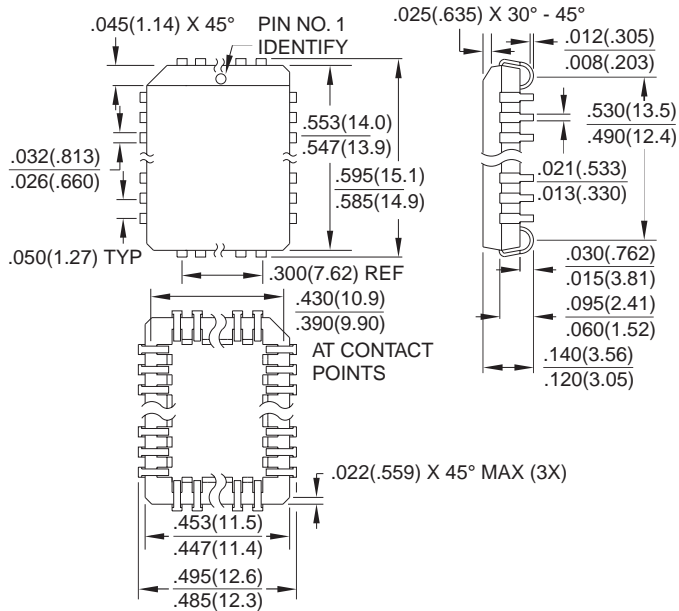 .045(1.14) X 45°
PIN NO. 1
IDENTIFY
.025(.635) X 30° - 45°
.012(.305)
.008(.203)
.553(14.0)
.547(13.9)
.530(13.5)
.490(12.4)
.032(.813)
.026(.660)
.595(15.1)
.585(14.9)
.021(.533)
.013(.330)
.050(1.27) TYP
.300(7.62) REF
.030(.762)
.015(3.81)
.430(10.9)
.390(9.90)
AT CONTACT
POINTS
.095(2.41)
.060(1.52)
.140(3.56)
.120(3.05)
.022(.559) X 45° MAX (3X)
.453(11.5)
.447(11.4)
.495(12.6)
.485(12.3)